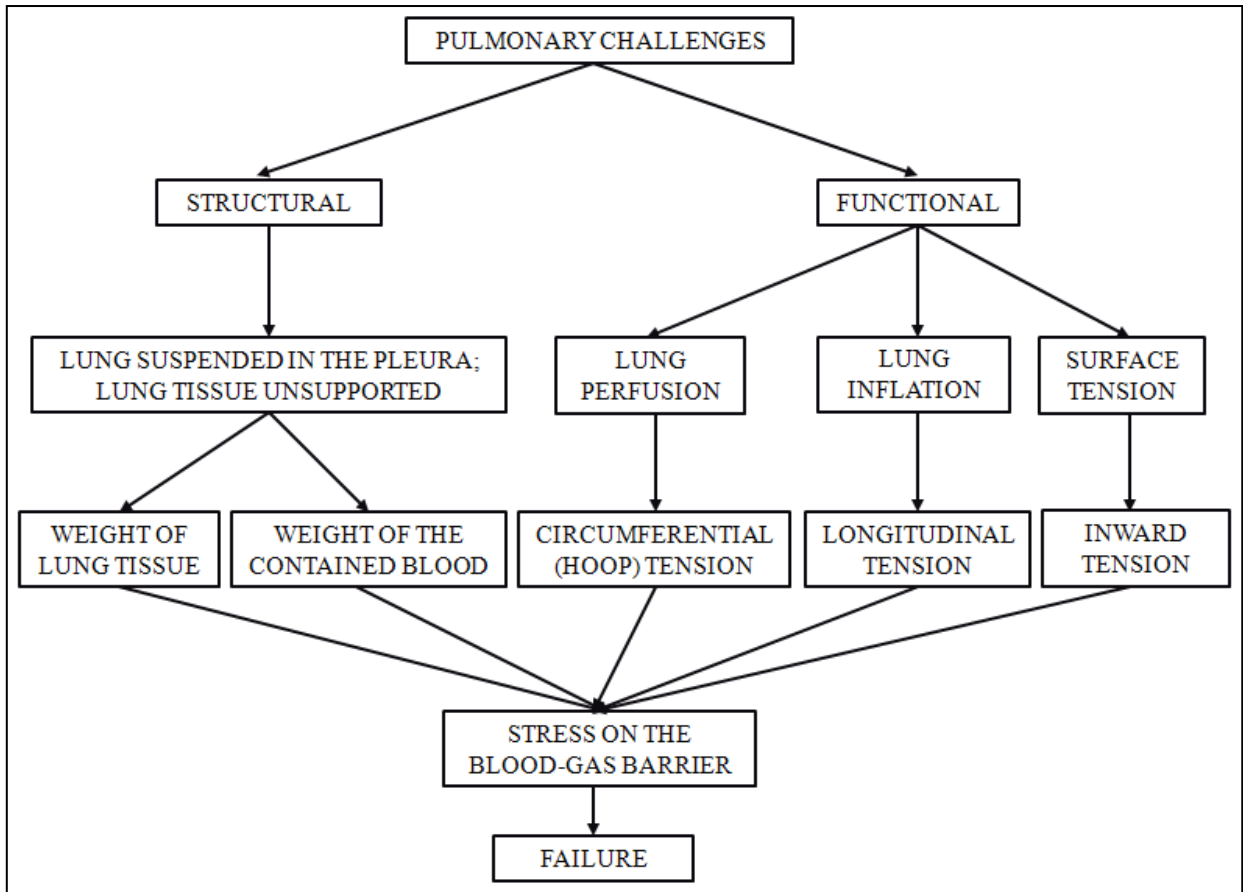 PULMONARY CHALLENGES
STRUCTURAL
FUNCTIONAL
LUNG SUSPENDED IN THE PLEURA;
LUNG TISSUE UNSUPPORTED
LUNG
PERFUSION
LUNG
INFLATION
SURFACE
TENSION
WEIGHT OF
LUNG TISSUE
WEIGHT OF THE
CONTAINED BLOOD
CIRCUMFERENTIAL
(HOOP) TENSION
LONGITUDINAL
TENSION
INWARD
TENSION
STRESS ON THE
BLOOD-GAS BARRIER
FAILURE